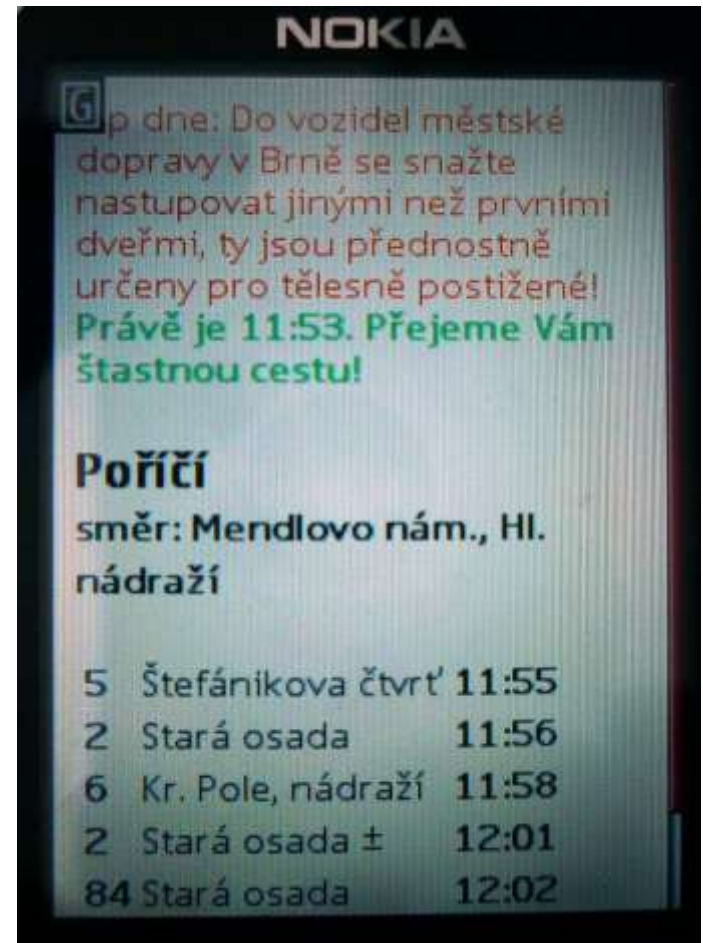 NOKIA
G p dne: Do vozidel městské
dopravy v Brně se snažte
nastupovat jinými než prvními
dveřmi, ty jsou přednostně
určeny pro tělesně postižené!
Právě je 11:53. Přejeme Vám
štastnou cestu!
Poříčí
směr: Mendlovo nám., Hl.
nádraží
5 Štefánikova čtvrť 11:55
2 Stará osada 11:56
6 Kr. Pole, nádraží 11:58
2 Stará osada ± 12:01
84 Stará osada 12:02